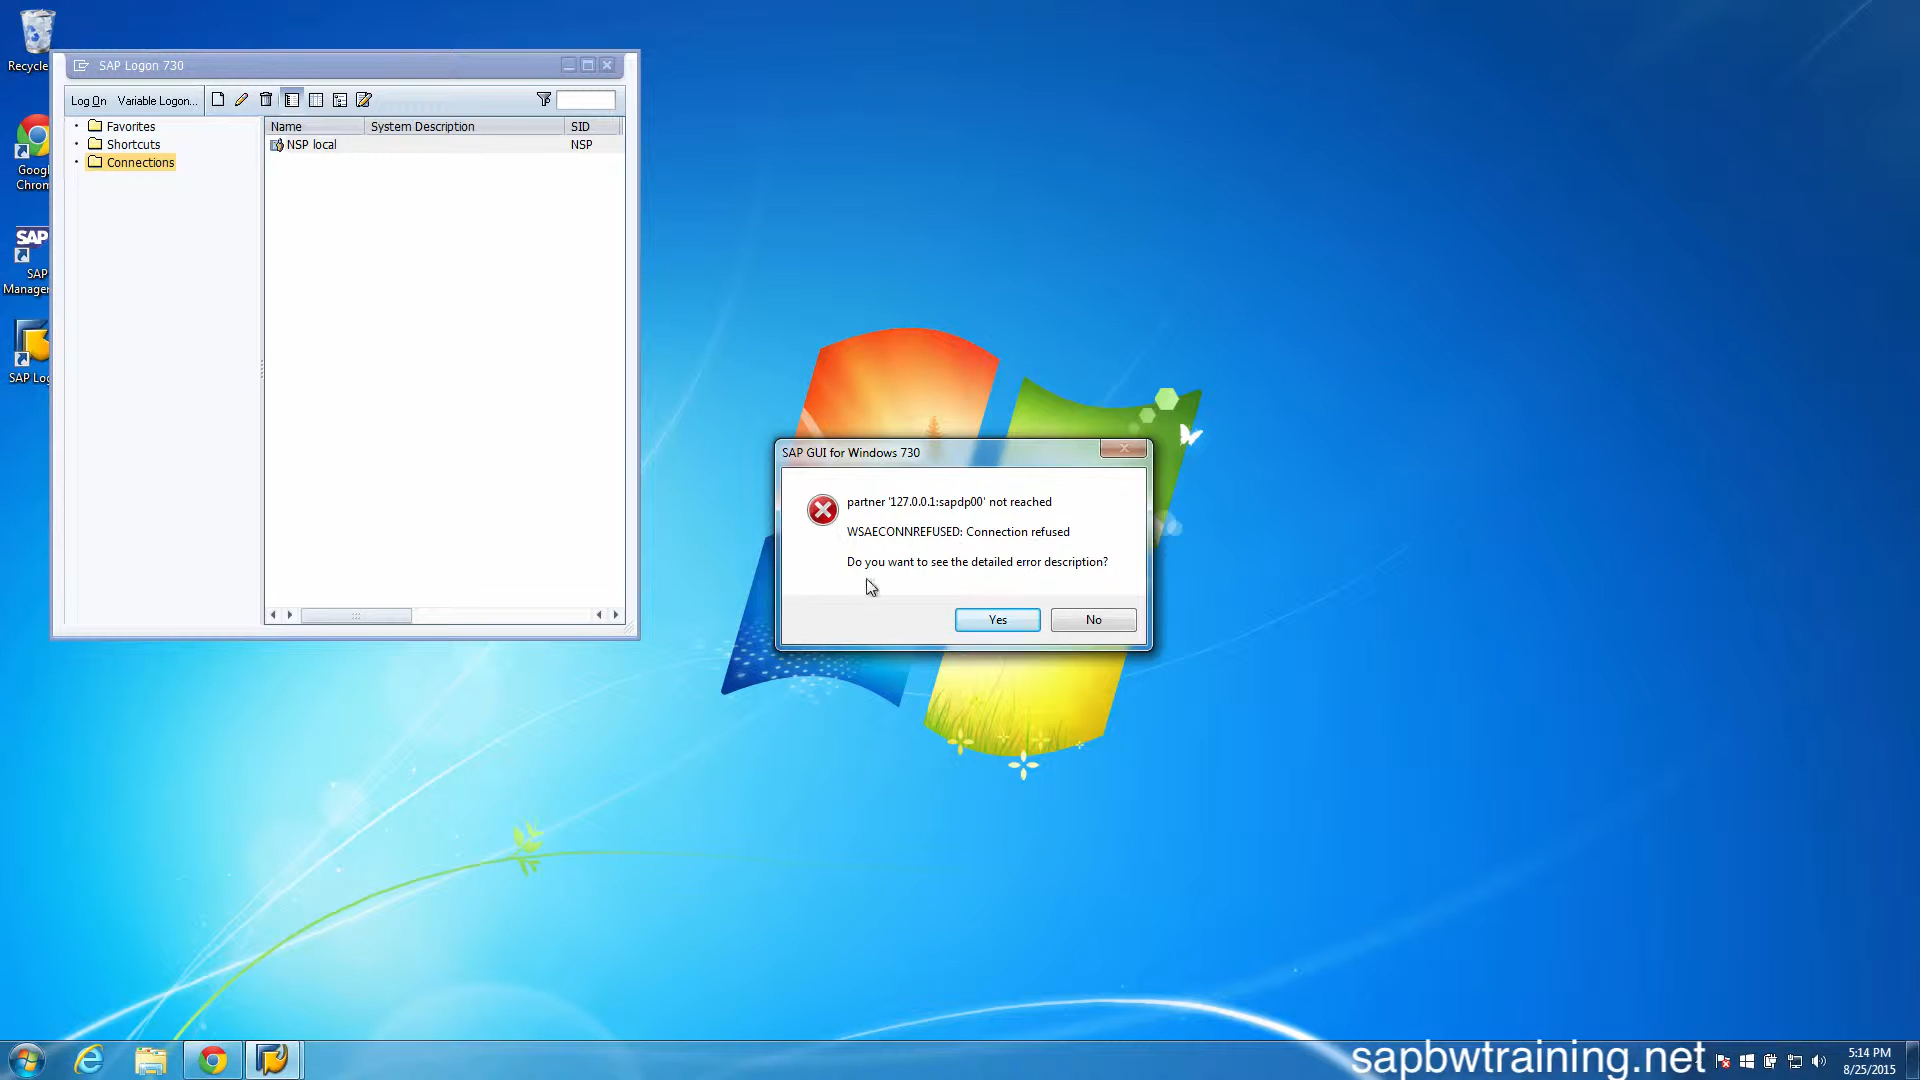 Recycle
SAP Logon 730
Log On Variable Logon...
Favorites
Shortcuts
Connections
Name System Description SID
NSP local NSP
Googl
Chrom
SAP
SAP
Manager
SAP Log
SAP GUI for Windows 730
partner '127.0.0.1:sapdp00' not reached
WSAECONNREFUSED: Connection refused
Do you want to see the detailed error description?
Yes No
sapbwtraining.net
5:14 PM
8/25/2015